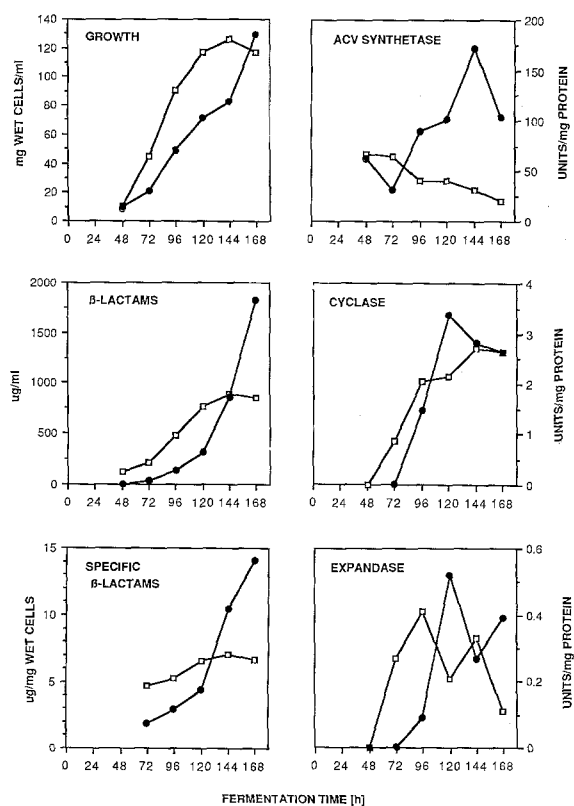 GROWTH
140
120
100
80
60
40
20
0
mg WET CELLS/ml
0 24 48 72 96 120 144 168
ACV SYNTHETASE
200
150
100
50
0
UNITS/mg PROTEIN
0 24 48 72 96 120 144 168
ß-LACTAMS
2000
1500
1000
500
0
ug/ml
0 24 48 72 96 120 144 168
CYCLASE
4
3
2
1
0
UNITS/mg PROTEIN
0 24 48 72 96 120 144 168
SPECIFIC
ß-LACTAMS
15
10
5
0
ug/mg WET CELLS
0 24 48 72 96 120 144 168
EXPANDASE
0.6
0.4
0.2
0.0
UNITS/mg PROTEIN
0 24 48 72 96 120 144 168
FERMENTATION TIME [h]